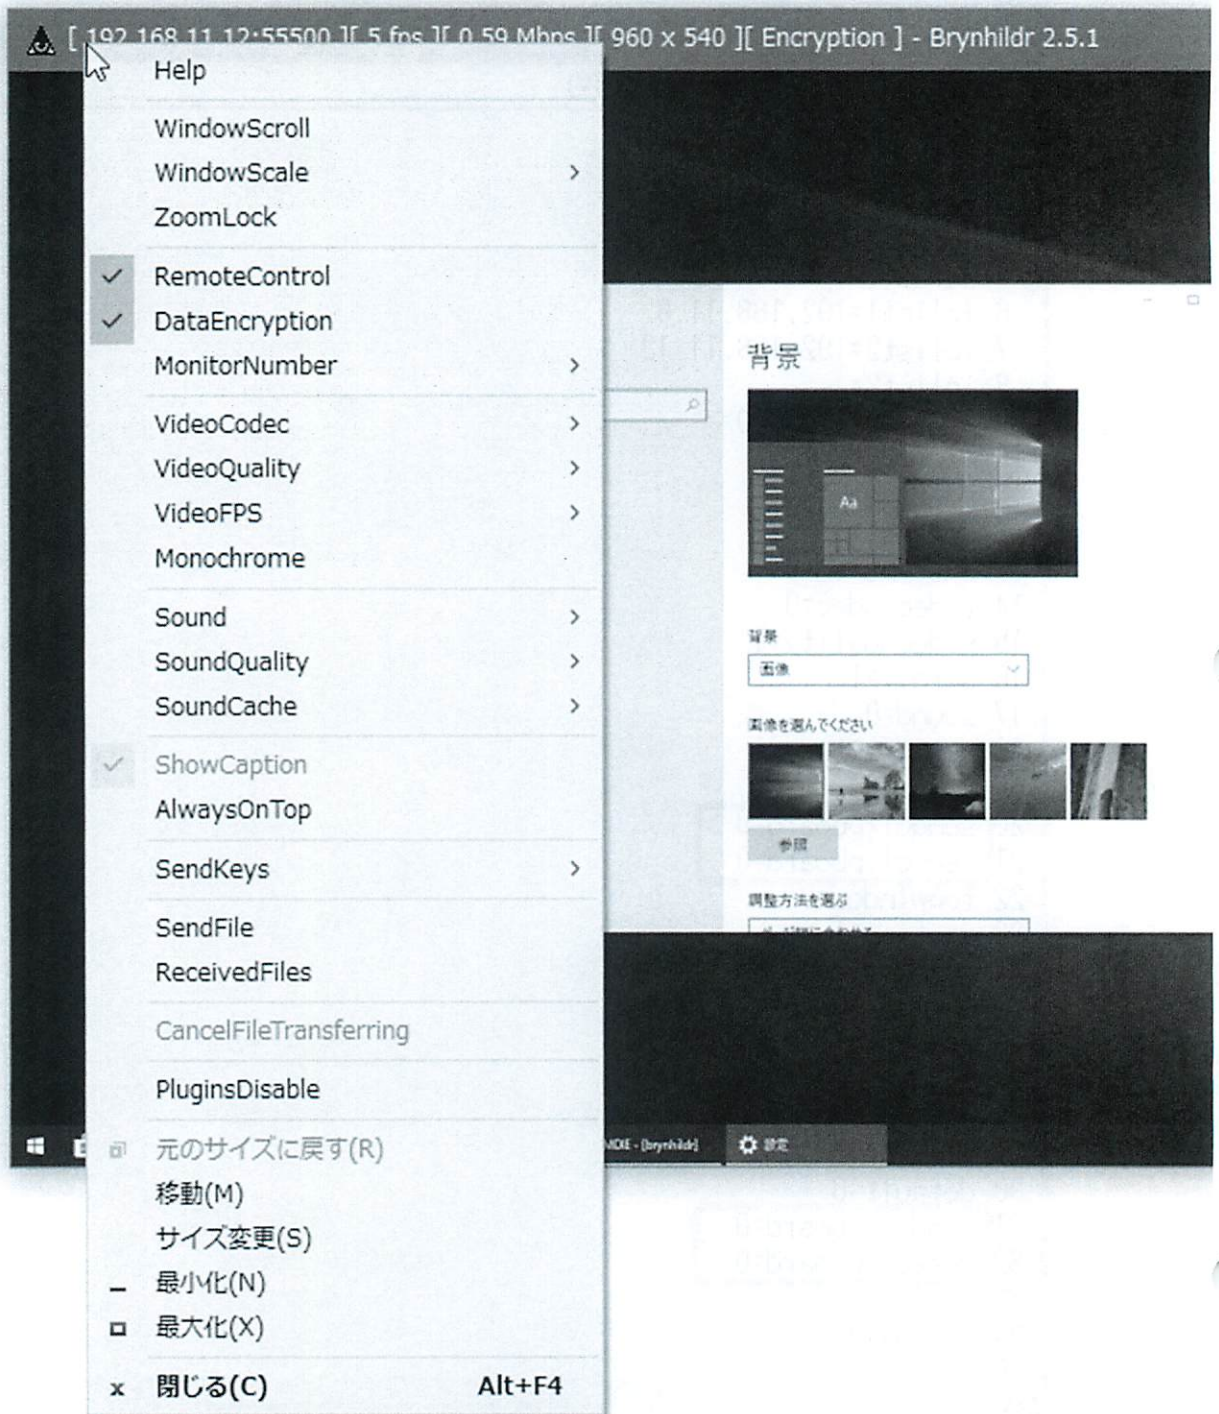 [ 192.168.11.12:55500 ][ 5 fps ][ 0.59 Mbps ][ 960 x 540 ][ Encryption ] - Brynhildr 2.5.1
Help
WindowScroll
WindowScale
ZoomLock
RemoteControl
DataEncryption
MonitorNumber
VideoCodec
VideoQuality
VideoFPS
Monochrome
Sound
SoundQuality
SoundCache
ShowCaption
AlwaysOnTop
SendKeys
SendFile
ReceivedFiles
CancelFileTransferring
PluginsDisable
元のサイズに戻す(R)
移動(M)
サイズ変更(S)
最小化(N)
最大化(X)
閉じる(C) Alt+F4
背景
Aa
背景
画像
画像を選んでください
参照
調整方法を選ぶ
[brynhildr]
設定